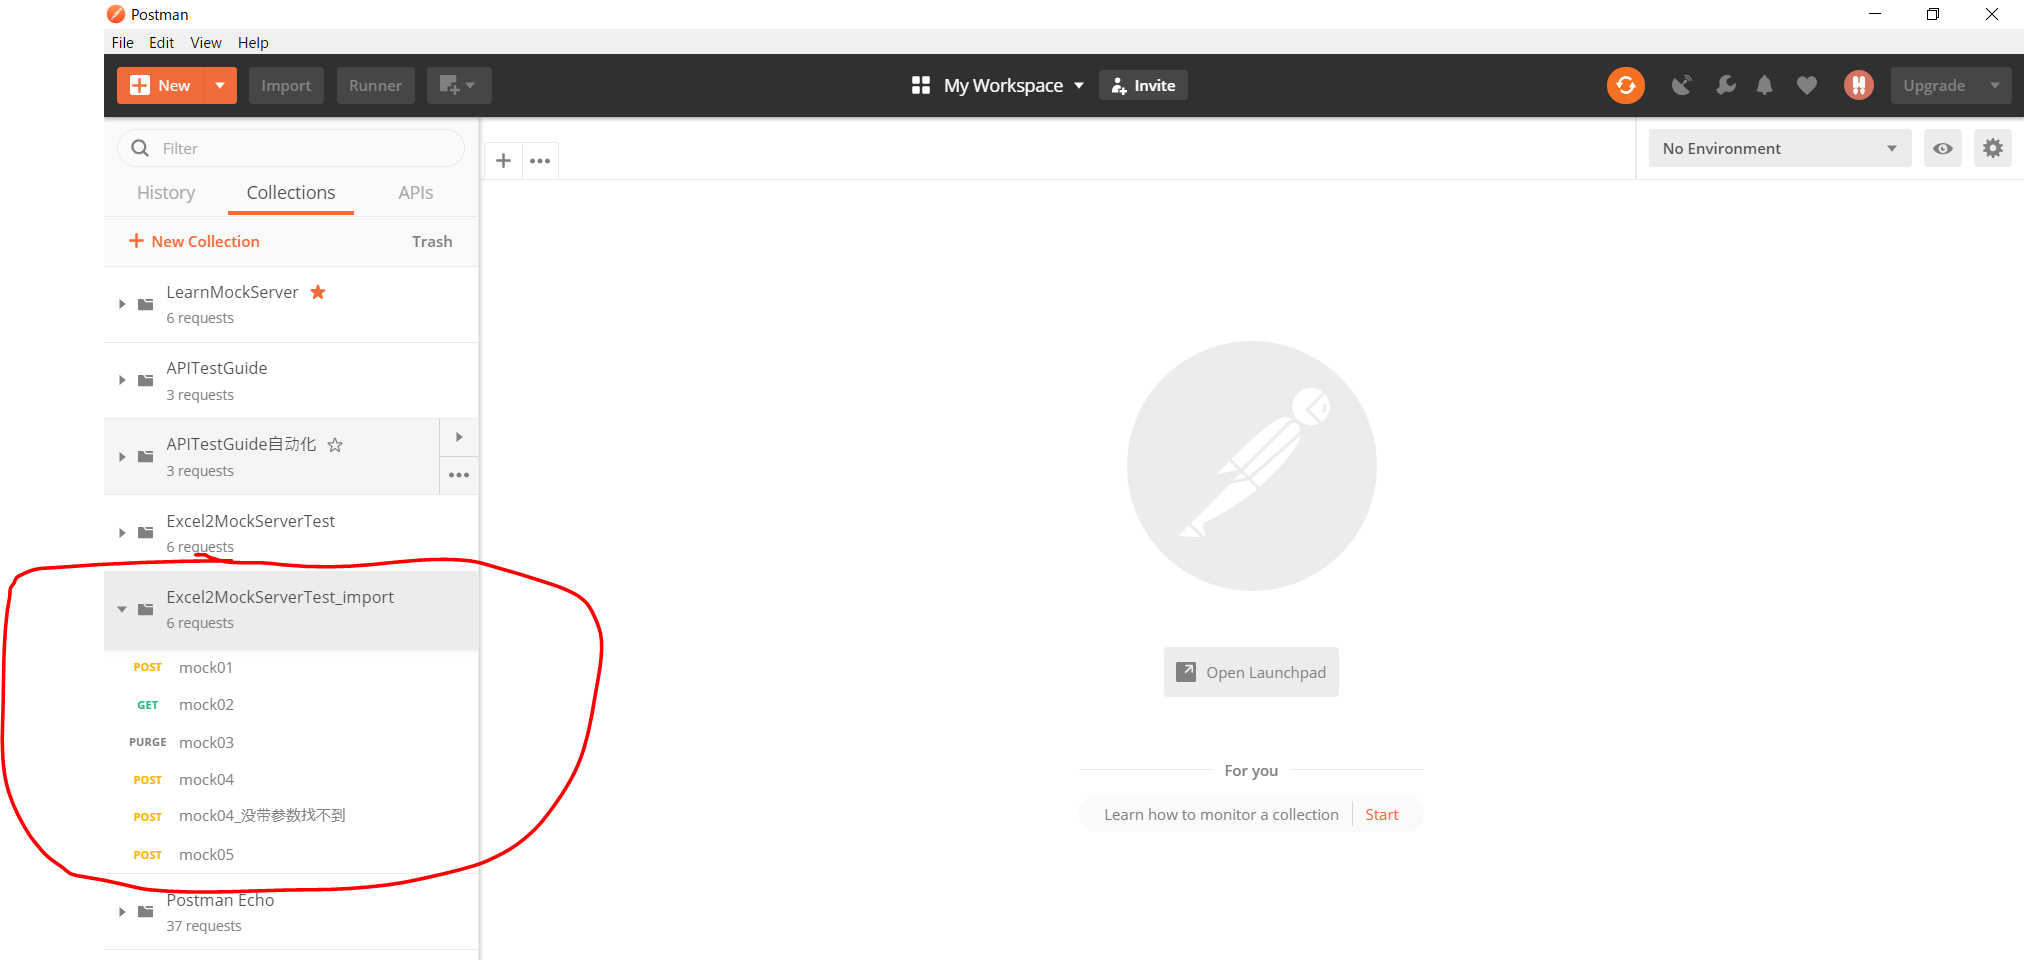 Postman
File Edit View Help
New Import Runner My Workspace Invite Upgrade
Filter
No Environment
History Collections APIs
New Collection Trash
LearnMockServer
6 requests
APITestGuide
3 requests
APITestGuide自动化
3 requests
Excel2MockServerTest
6 requests
Excel2MockServerTest_import
6 requests
POST mock01
GET mock02
PURGE mock03
POST mock04
POST mock04_没带参数找不到
POST mock05
Postman Echo
37 requests
Open Launchpad
For you
Learn how to monitor a collection Start